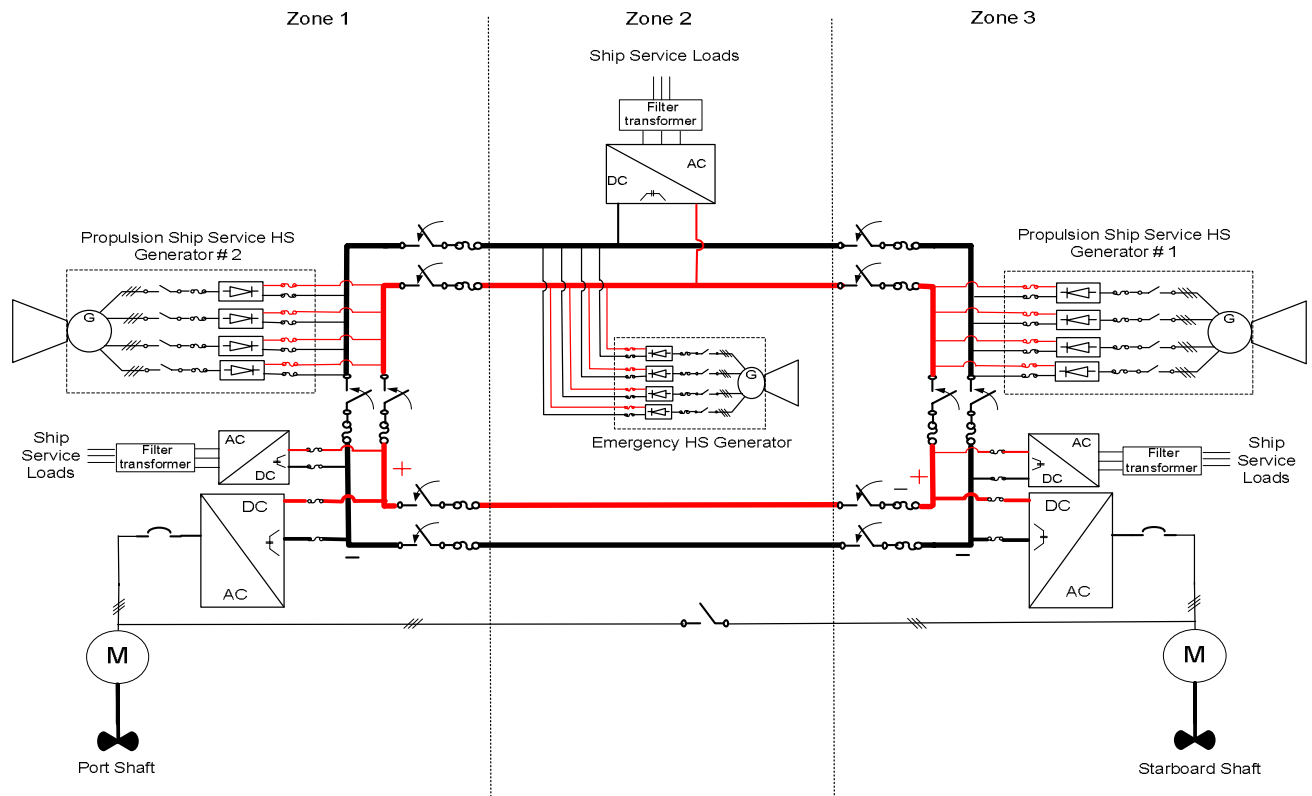 Zone 1
Zone 2
Zone 3
Ship Service Loads
Filter
transformer
AC
DC
Propulsion Ship Service HS
Generator # 2
G
Propulsion Ship Service HS
Generator # 1
G
G
Emergency HS Generator
Ship
Service
Loads
Filter
transformer
AC
DC
+
DC
AC
−
− +
−
AC
DC
Filter
transformer
Ship
Service
Loads
DC
AC
M
Port Shaft
M
Starboard Shaft